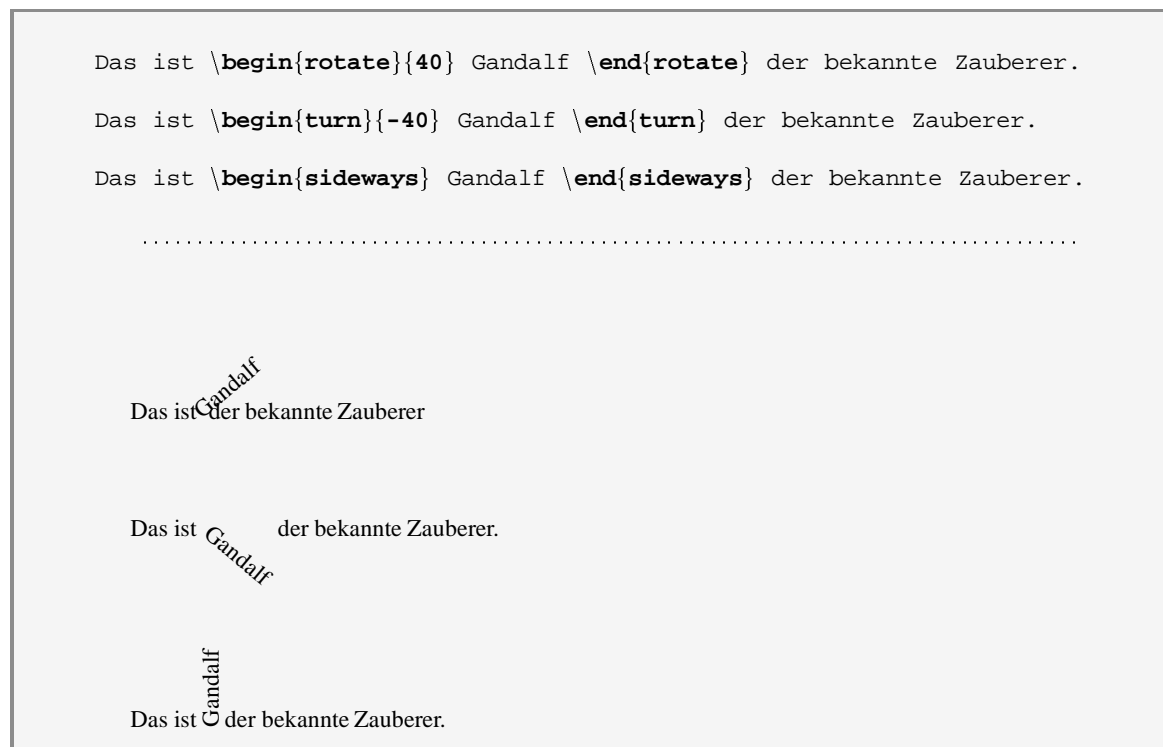 Das ist \begin{rotate}{40} Gandalf \end{rotate} der bekannte Zauberer.
Das ist \begin{turn}{-40} Gandalf \end{turn} der bekannte Zauberer.
Das ist \begin{sideways} Gandalf \end{sideways} der bekannte Zauberer.
Das ist Gandalf der bekannte Zauberer
Das ist Gandalf der bekannte Zauberer.
Das ist Gandalf der bekannte Zauberer.